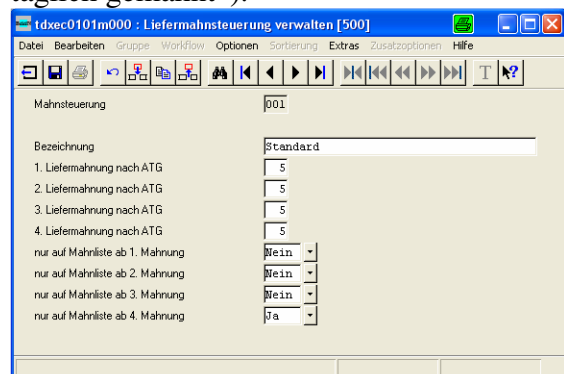 täglich gemahnt“).
tdxec0101m000 : Liefermahnsteuerung verwalten [500]
Datei Bearbeiten Gruppe Workflow Optionen Sortierung Extras Zusatzoptionen Hilfe
T ?
Mahnsteuerung 001
Bezeichnung Standard
1. Liefermahnung nach ATG 5
2. Liefermahnung nach ATG 5
3. Liefermahnung nach ATG 5
4. Liefermahnung nach ATG 5
nur auf Mahnliste ab 1. Mahnung Nein
nur auf Mahnliste ab 2. Mahnung Nein
nur auf Mahnliste ab 3. Mahnung Nein
nur auf Mahnliste ab 4. Mahnung Ja